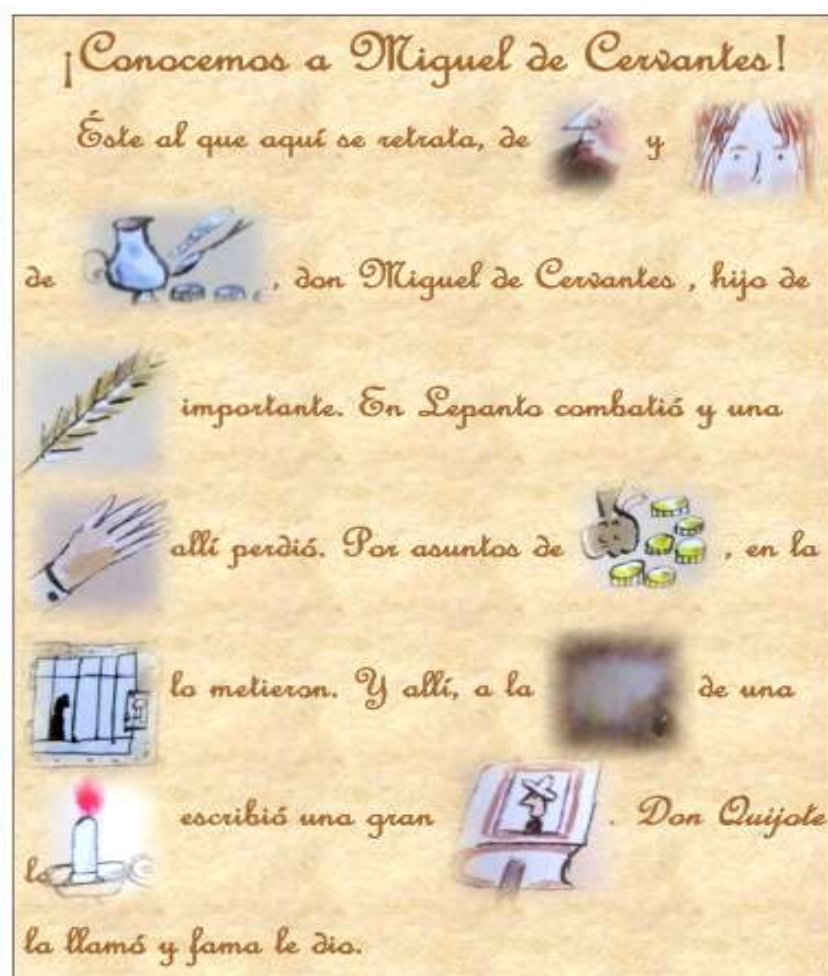 ¡Conocemos a Miguel de Cervantes!
Éste al que aquí se retrata, de y
de , don Miguel de Cervantes , hijo de
importante. En Lepanto combatió y una
allí perdió. Por asuntos de , en la
lo metieron. Y allí, a la de una
escribió una gran . Don Quijote
la llamó y fama le dio.